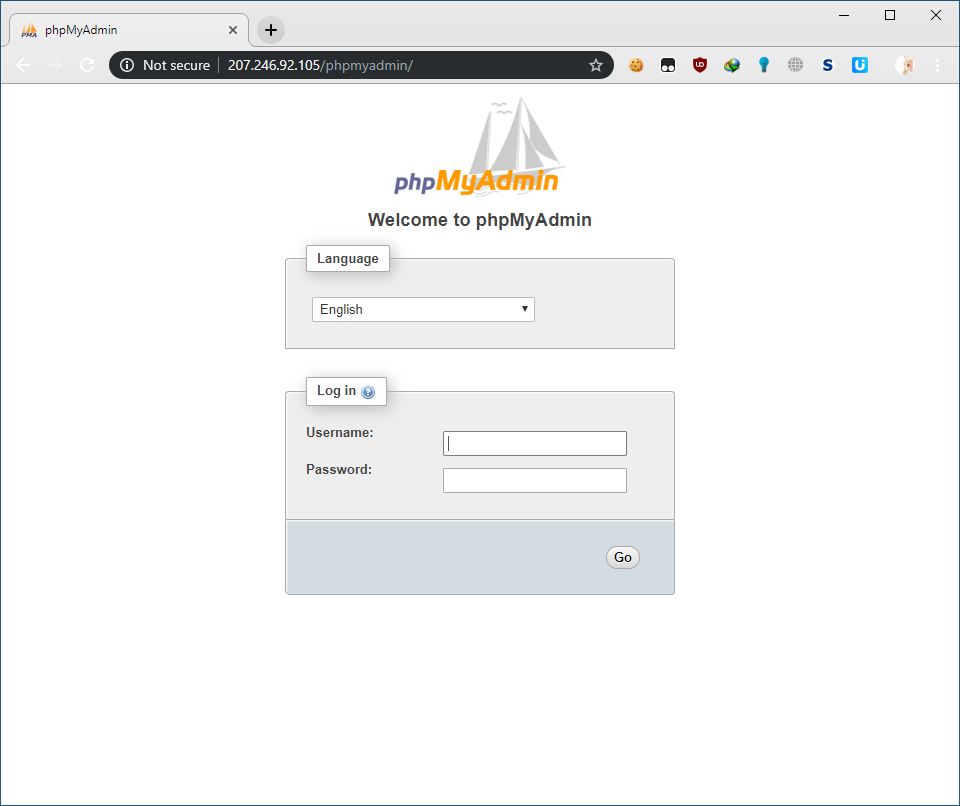 phpMyAdmin
Not secure
207.246.92.105/phpmyadmin/
phpMyAdmin
Welcome to phpMyAdmin
Language
English
Log in
Username:
Password:
Go